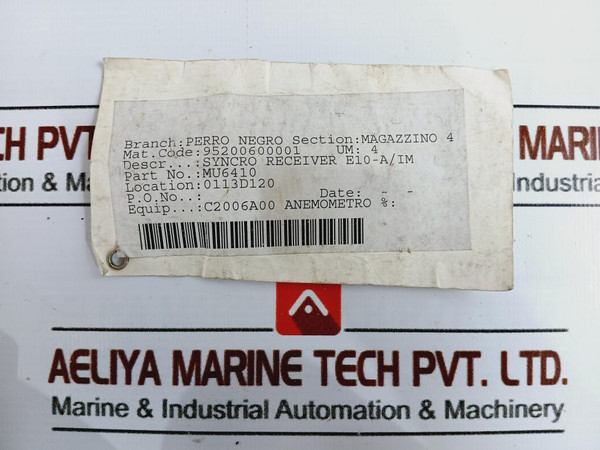 Branch:PERRO NEGRO Section:MAGAZZINO 4
Mat.Code:95200600001 UM: 4
Descr...:SYNCRO RECEIVER E10-A/IM
Part No.:MU6410
Location:0113D120
P.O.No..: Date: - -
Equip...:C2006A00 ANEMOMETRO %:
CH PVT MARI
tion & Ma Industria
AELIYA MARINE TECH PVT. LTD.
Marine & Industrial Automation & Machinery